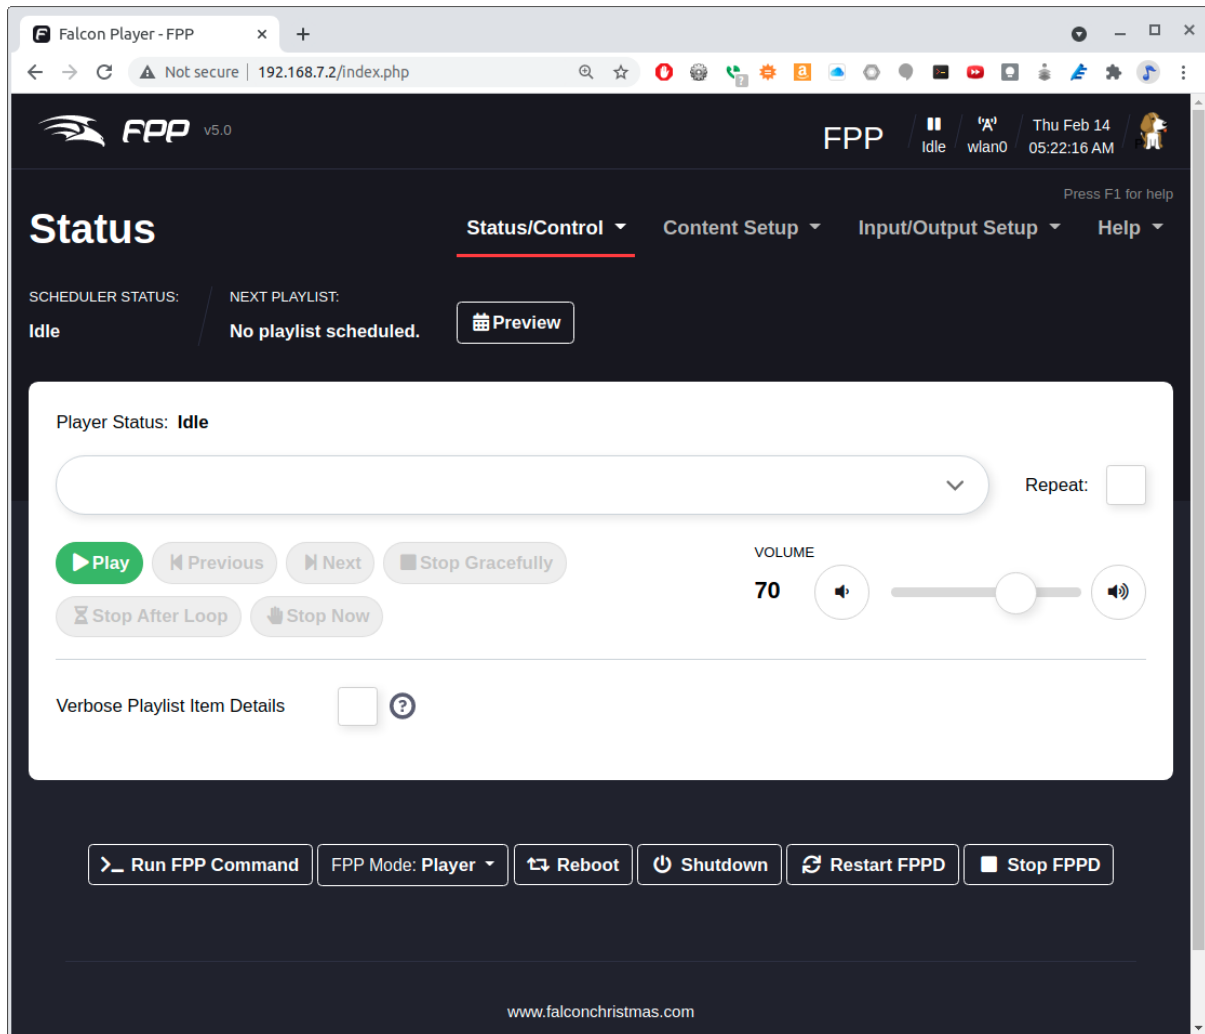 Falcon Player - FPP
Not secure | 192.168.7.2/index.php
FPP v5.0
FPP
Idle
wlan0
Thu Feb 14
05:22:16 AM
Press F1 for help
Status
Status/Control
Content Setup
Input/Output Setup
Help
SCHEDULER STATUS:
Idle
NEXT PLAYLIST:
No playlist scheduled.
Preview
Player Status: Idle
Repeat:
Play
Previous
Next
Stop Gracefully
Stop After Loop
Stop Now
VOLUME
70
Verbose Playlist Item Details
Run FPP Command
FPP Mode: Player
Reboot
Shutdown
Restart FPPD
Stop FPPD
www.falconchristmas.com